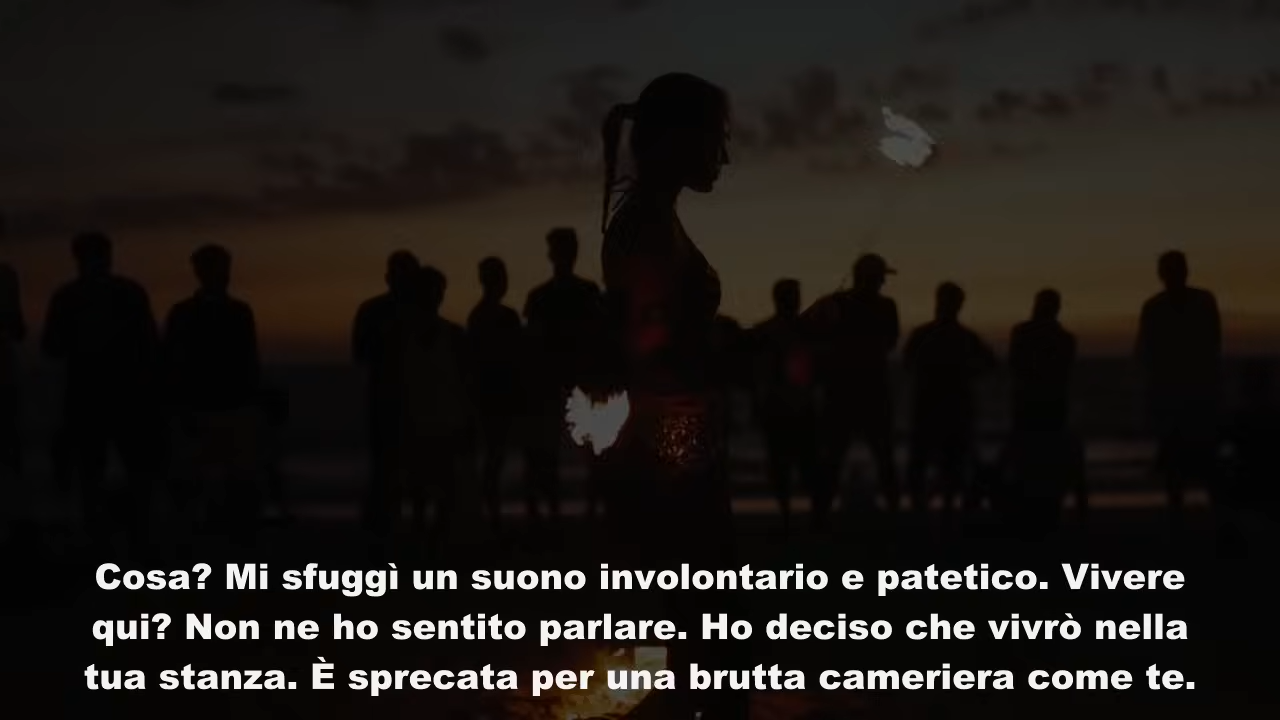 Cosa? Mi sfuggì un suono involontario e patetico. Vivere
qui? Non ne ho sentito parlare. Ho deciso che vivrò nella
tua stanza. È sprecata per una brutta cameriera come te.